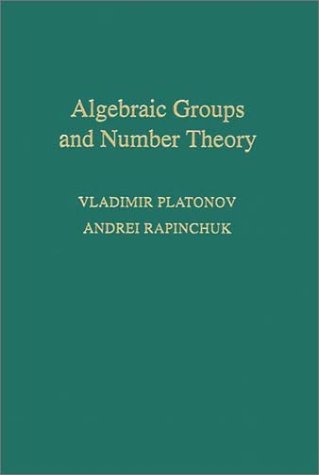 Algebraic Groups
and Number Theory
VLADIMIR PLATONOV
ANDREI RAPINCHUK